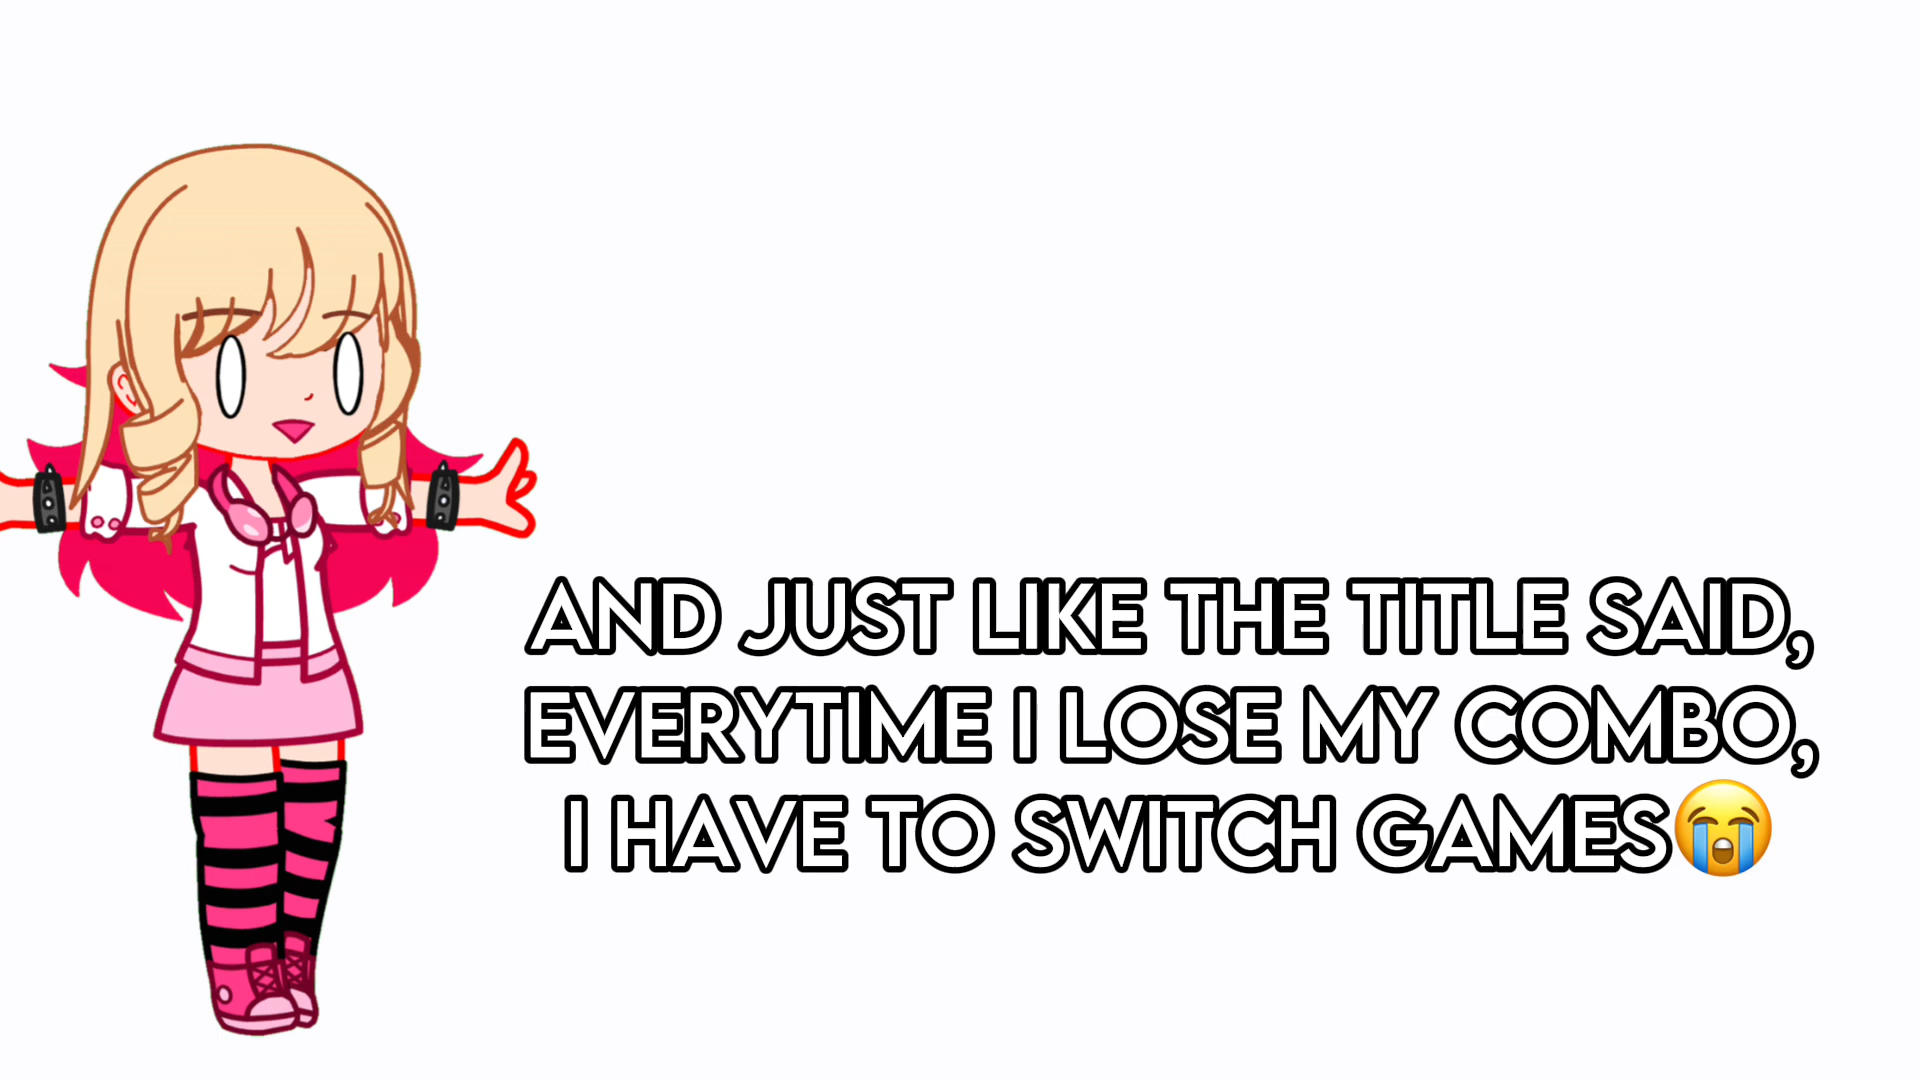 AND JUST LIKE THE TITLE SAID,
EVERYTIME I LOSE MY COMBO,
I HAVE TO SWITCH GAMES😭